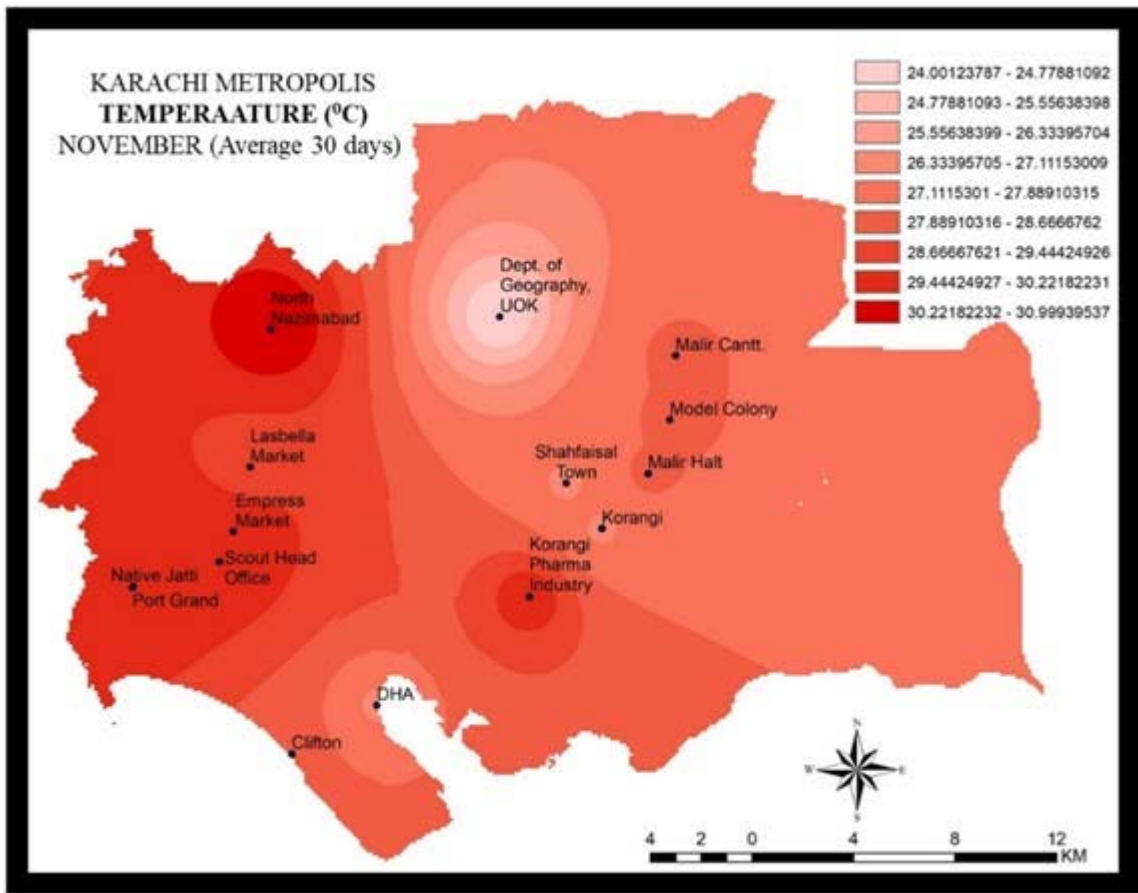 KARACHI METROPOLIS
TEMPERAATURE (⁰C)
NOVEMBER (Average 30 days)
24.00123787 - 24.77881092
24.77881093 - 25.55638398
25.55638399 - 26.33395704
26.33395705 - 27.11153009
27.1115301 - 27.88910315
27.88910316 - 28.6666762
28.66667621 - 29.44424926
29.44424927 - 30.22182231
30.22182232 - 30.99939537
Dept. of
Geography,
UOK
North
Nazimabad
Malir Cantt.
Model Colony
Lasbella
Market
Shahfaisal
Town
Malir Halt
Empress
Market
Korangi
Korangi
Pharma
Industry
Scout Head
Office
Native Jatti
Port Grand
DHA
Clifton
N
W E
S
4 2 0 4 8 12
KM